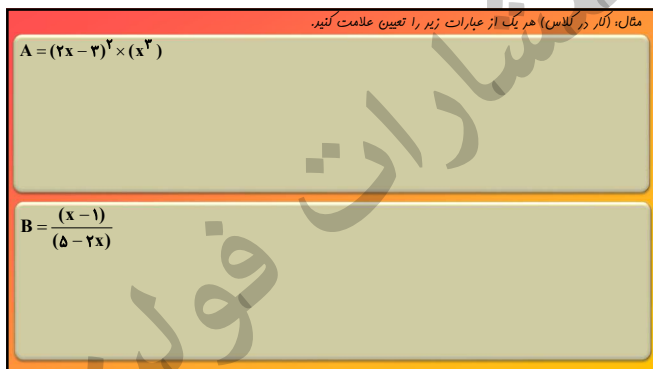 مثال: (کار در کلاس) هر یک از عبارات زیر را تعیین علامت کنید.
A = (۲x − ۳)^۲ × (x^۳)
B = (x − ۱) / (۵ − ۲x)